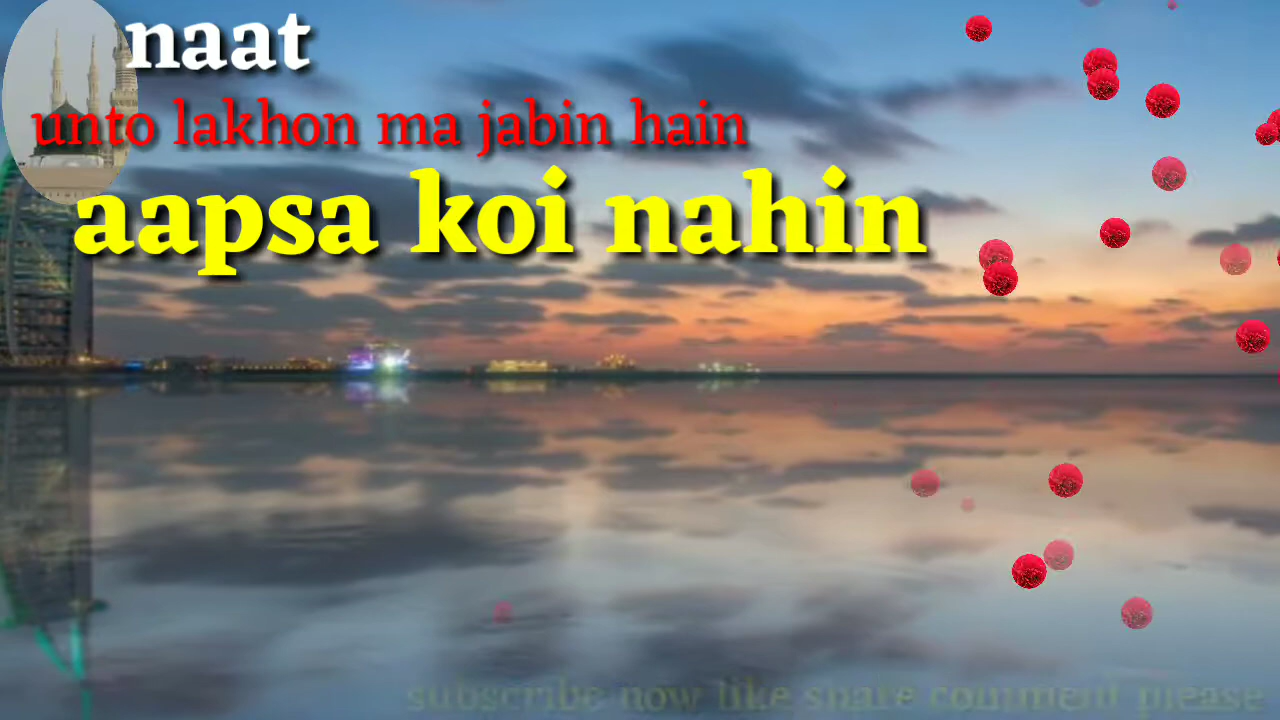 naat
unto lakhon ma jabin hain
aapsa koi nahin
subscribe now like share comment please